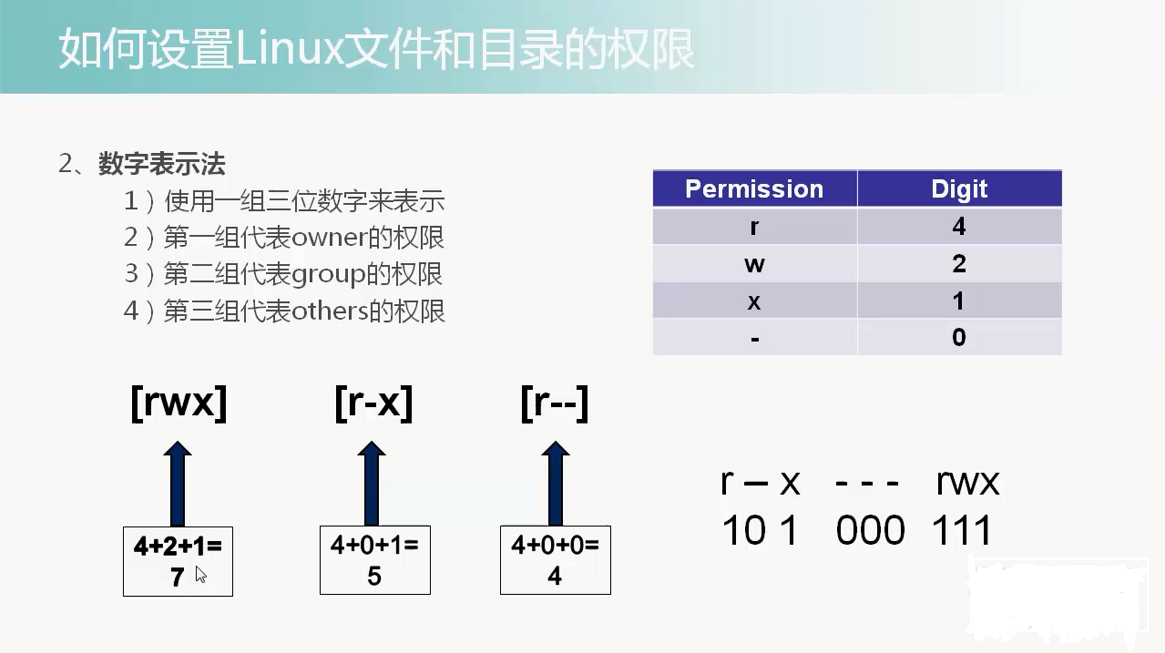 如何设置Linux文件和目录的权限
2、数字表示法
1）使用一组三位数字来表示
2）第一组代表owner的权限
3）第二组代表group的权限
4）第三组代表others的权限
Permission Digit
r 4
w 2
x 1
- 0
[rwx] [r-x] [r--]
4+2+1= 4+0+1= 4+0+0=
7 5 4
r – x - - - rwx
10 1 000 111